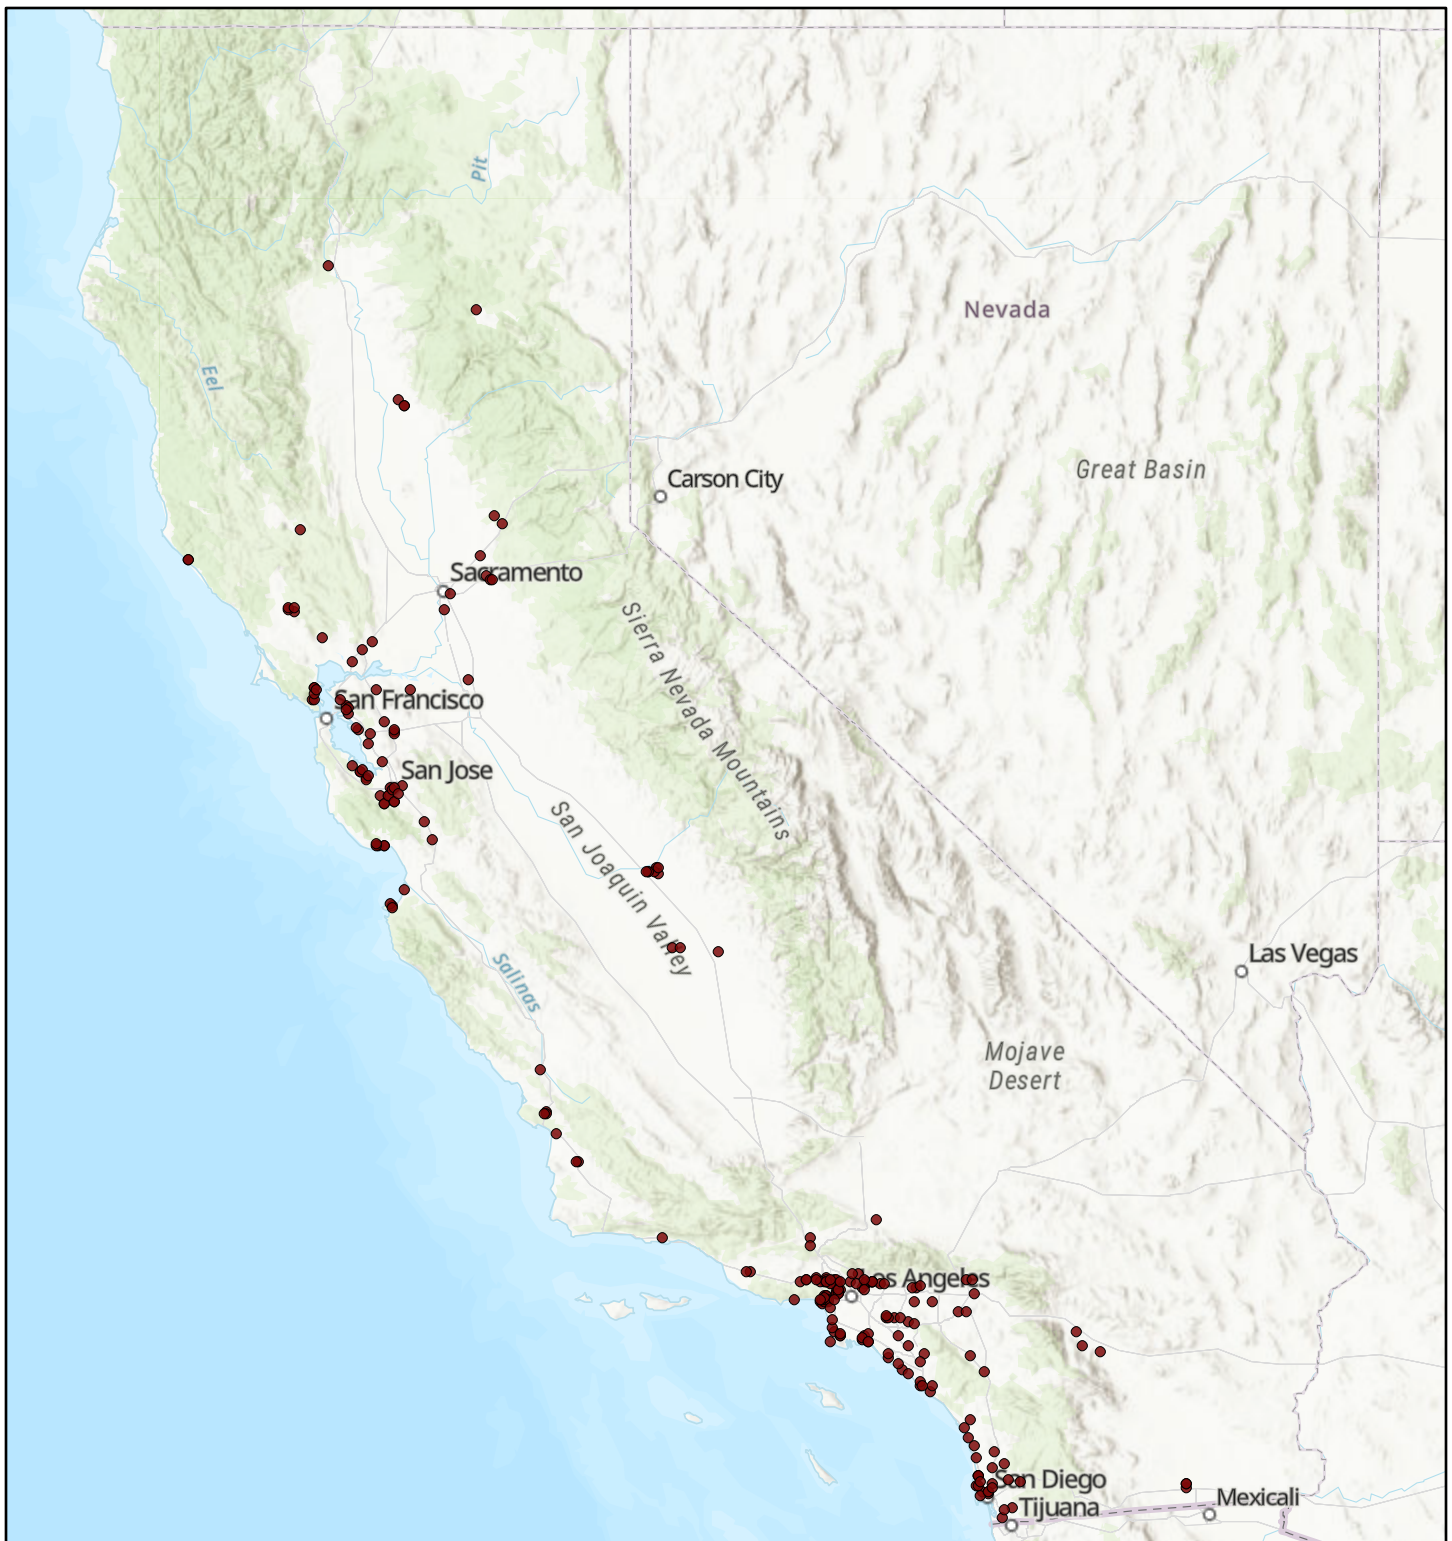 Pit
Nevada
Eel
Great Basin
Carson City
Sacramento
Sierra Nevada Mountains
San Francisco
San Jose
San Joaquin Valley
Las Vegas
Salinas
Mojave
Desert
Los Angeles
San Diego
Mexicali
Tijuana